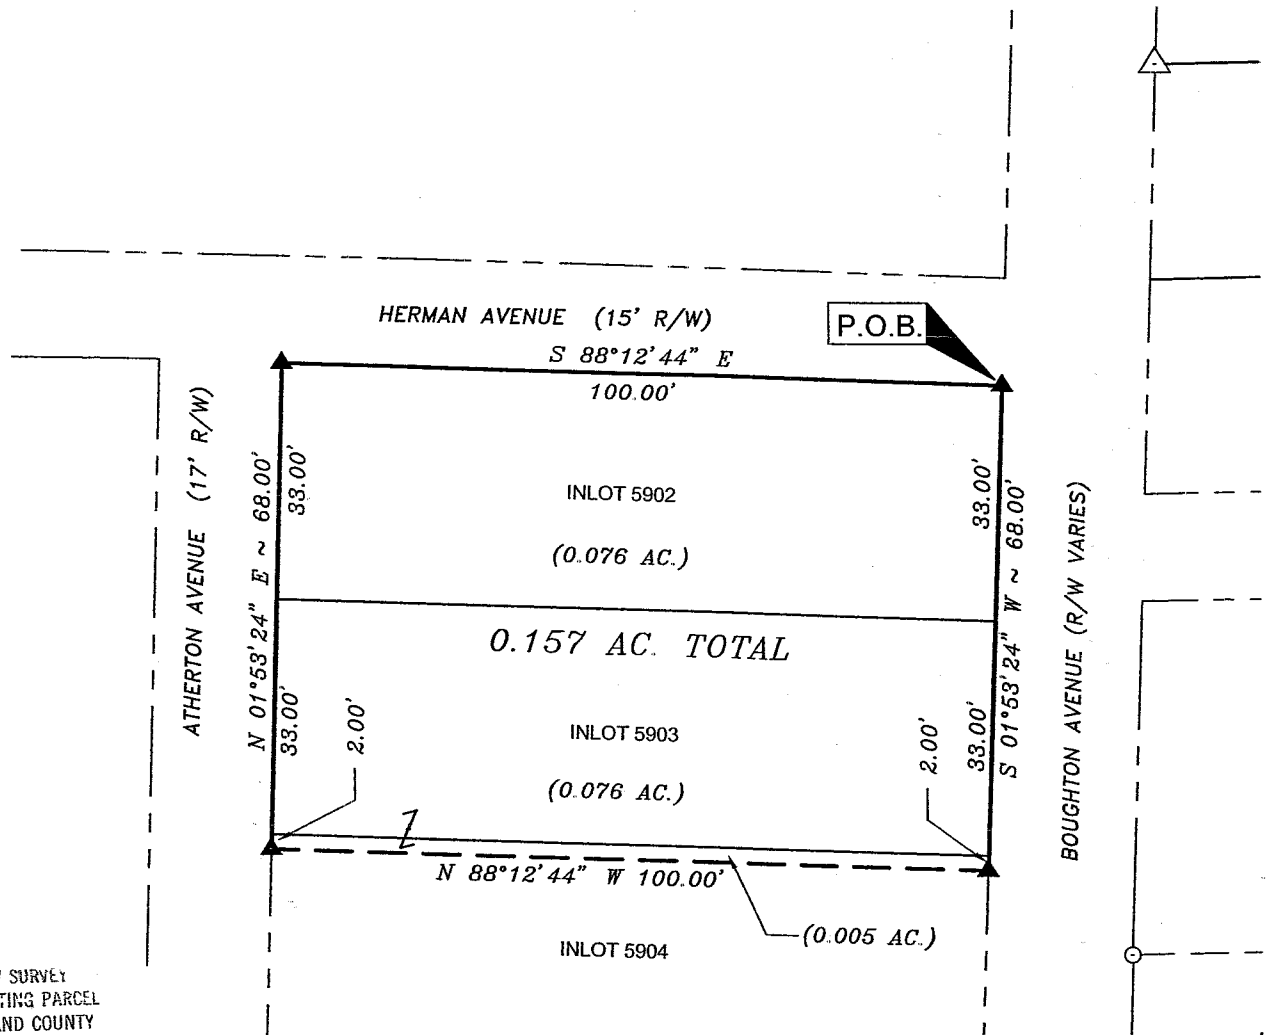 HERMAN AVENUE (15' R/W)
P.O.B.
S 88°12'44" E
100.00'
ATHERTON AVENUE (17' R/W)
N 01°53'24" E ~ 68.00'
33.00'
33.00'
INLOT 5902
(0.076 AC.)
33.00'
S 01°53'24" W ~ 68.00'
33.00'
BOUGHTON AVENUE (R/W VARIES)
0.157 AC. TOTAL
2.00'
INLOT 5903
(0.076 AC.)
2.00'
N 88°12'44" W 100.00'
(0.005 AC.)
INLOT 5904
SURVEY
TING PARCEL
AND COUNTY